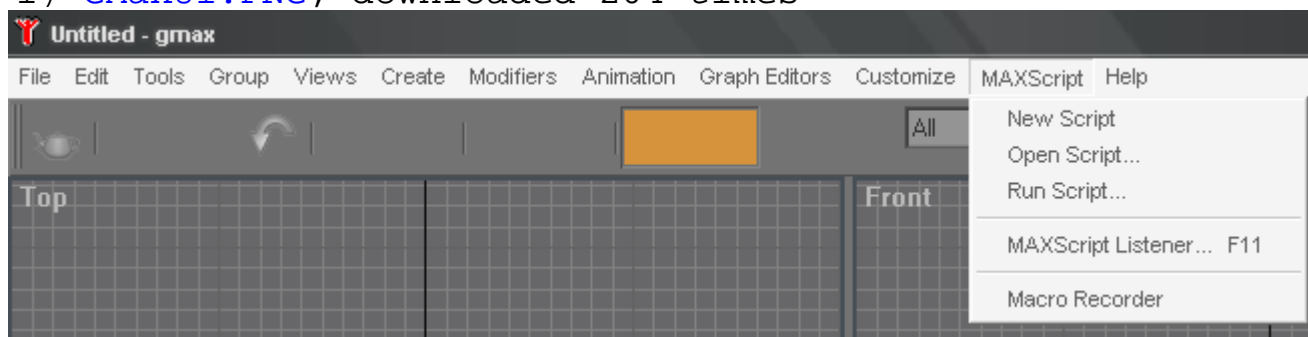 Untitled - gmax
File Edit Tools Group Views Create Modifiers Animation Graph Editors Customize MAXScript Help
All
New Script
Open Script...
Run Script...
MAXScript Listener... F11
Macro Recorder
Top
Front